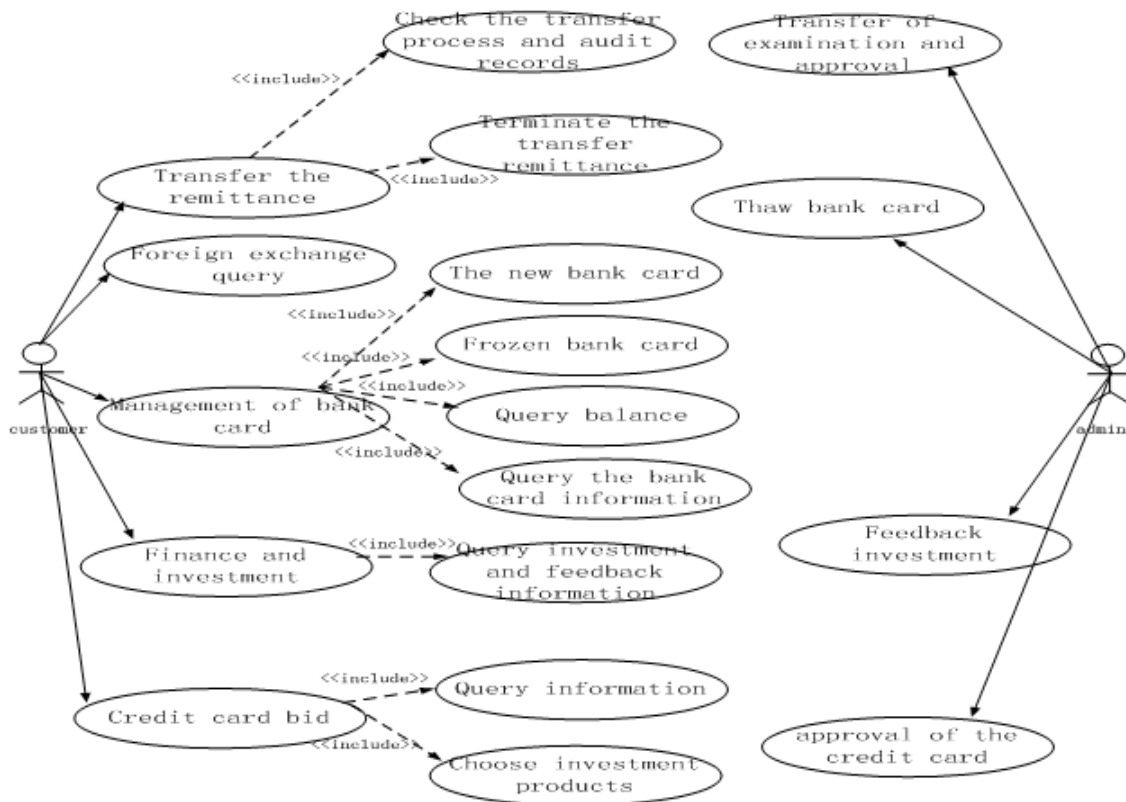 Check the transfer
process and audit
records
Transfer of
examination and
approval
<<include>>
Terminate the
transfer
remittance
<<include>>
Transfer the
remittance
Thaw bank card
Foreign exchange
query
The new bank card
<<include>>
Frozen bank card
<<include>>
Management of bank
card
<<include>>
Query balance
customer
admin
<<include>>
Query the bank
card information
Finance and
investment
<<include>>
Query investment
and feedback
information
Feedback
investment
<<include>>
Query information
Credit card bid
<<include>>
Choose investment
products
approval of the
credit card